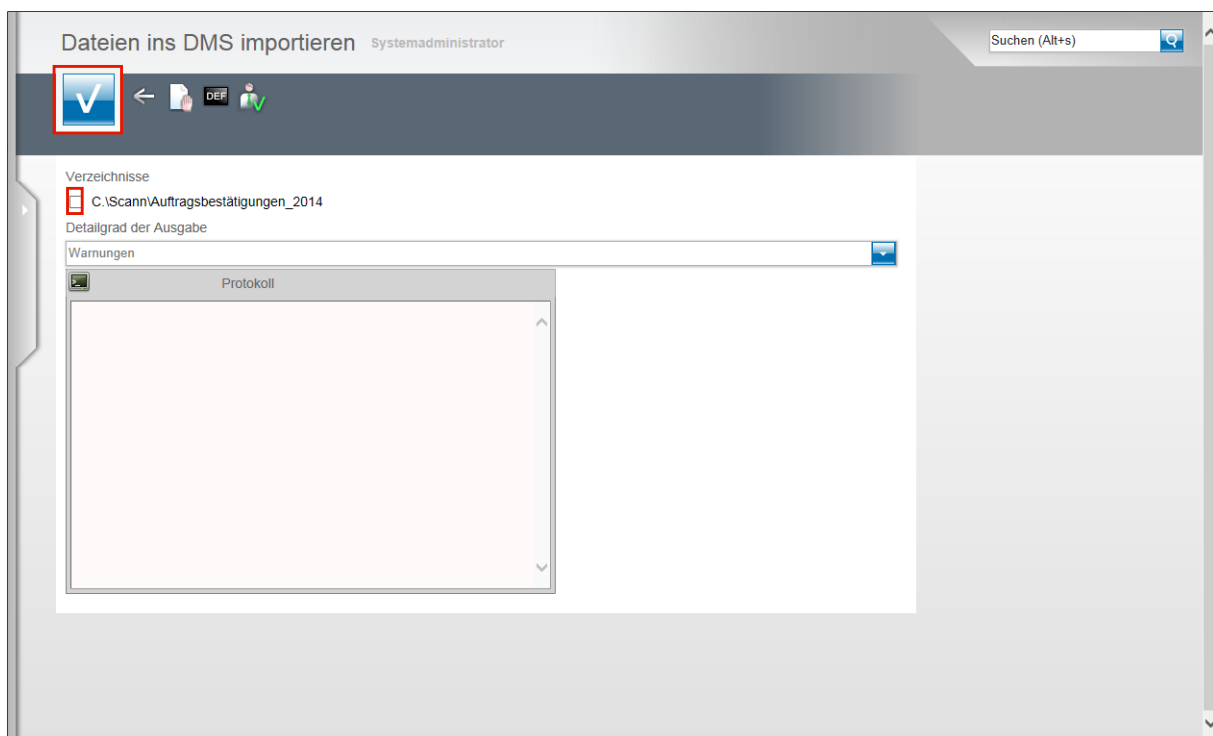 Dateien ins DMS importieren Systemadministrator
Suchen (Alt+s)
DEF
Verzeichnisse
C.\Scann\Auftragsbestätigungen_2014
Detailgrad der Ausgabe
Warnungen
Protokoll